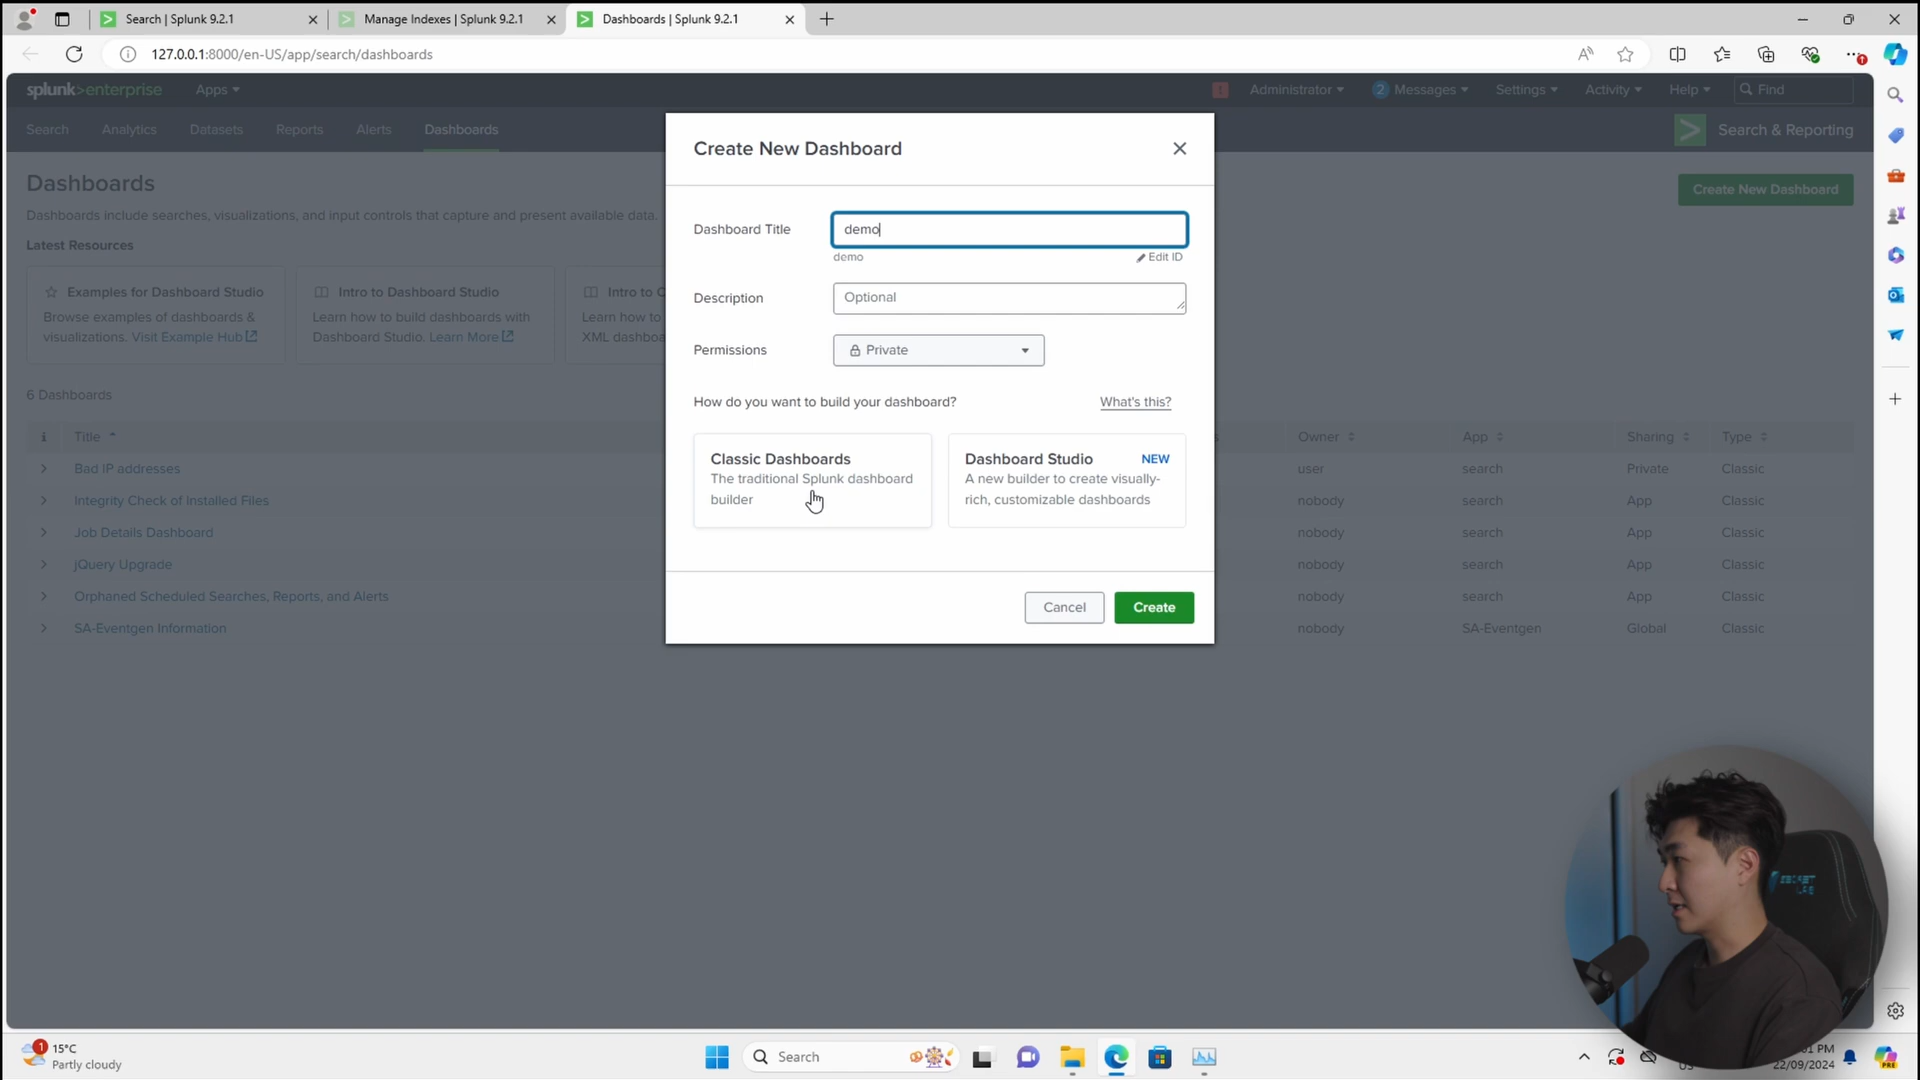 Search | Splunk 9.2.1
Manage Indexes | Splunk 9.2.1
Dashboards | Splunk 9.2.1
127.0.0.1:8000/en-US/app/search/dashboards
splunk>enterprise Apps
Administrator 2 Messages Settings Activity Help Find
Search Analytics Datasets Reports Alerts Dashboards
Search & Reporting
Dashboards
Create New Dashboard
Dashboards include searches, visualizations, and input controls that capture and present available data.
Latest Resources
Examples for Dashboard Studio
Browse examples of dashboards &
visualizations. Visit Example Hub
Intro to Dashboard Studio
Learn how to build dashboards with
Dashboard Studio. Learn More
Intro to
Learn how to
XML
6 Dashboards
i Title Owner App Sharing Type
Bad IP addresses user search Private Classic
Integrity Check of Installed Files nobody search App Classic
Job Details Dashboard nobody search App Classic
jQuery Upgrade nobody search App Classic
Orphaned Scheduled Searches, Reports, and Alerts nobody search App Classic
SA-Eventgen Information nobody SA-Eventgen Global Classic
Create New Dashboard
Dashboard Title demo
demo Edit ID
Description Optional
Permissions Private
How do you want to build your dashboard? What's this?
Classic Dashboards
The traditional Splunk dashboard
builder
Dashboard Studio NEW
A new builder to create visually-
rich, customizable dashboards
Cancel Create
SECRET
LAB
1
15°C
Partly cloudy
Search
PM
22/09/2024
PRE